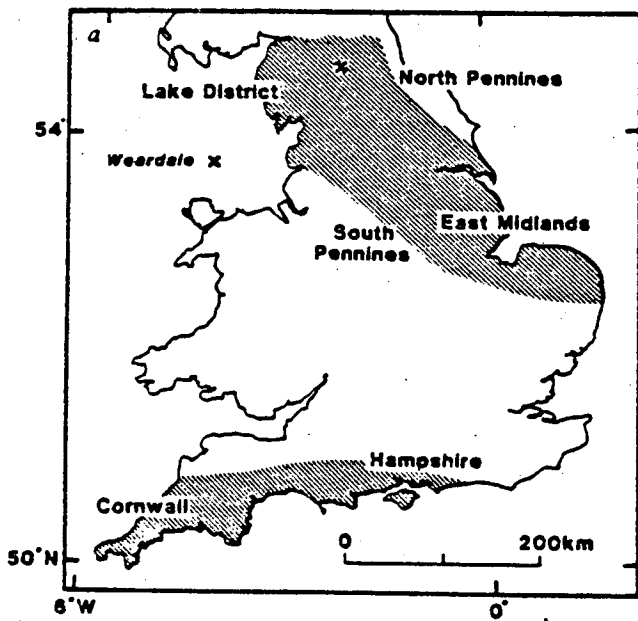 a
North Pennines
Lake District
54°
Weardale x
East Midlands
South
Pennines
Hampshire
Cornwall
0 200km
50°N
6°W 0°